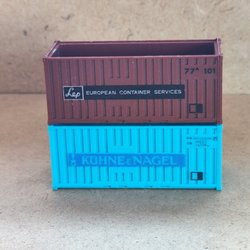 77 101
Lep EUROPEAN CONTAINER SERVICES
KÜHNE & NAGEL